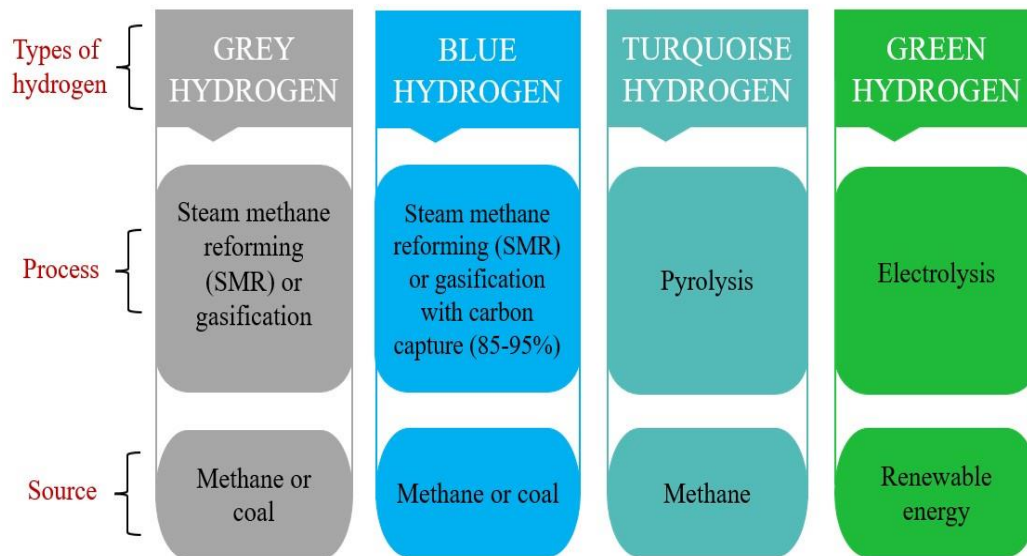 Types of
hydrogen
GREY
HYDROGEN
BLUE
HYDROGEN
TURQUOISE
HYDROGEN
GREEN
HYDROGEN
Process
Steam methane
reforming
(SMR) or
gasification
Steam methane
reforming (SMR)
or gasification
with carbon
capture (85-95%)
Pyrolysis
Electrolysis
Source
Methane or
coal
Methane or coal
Methane
Renewable
energy